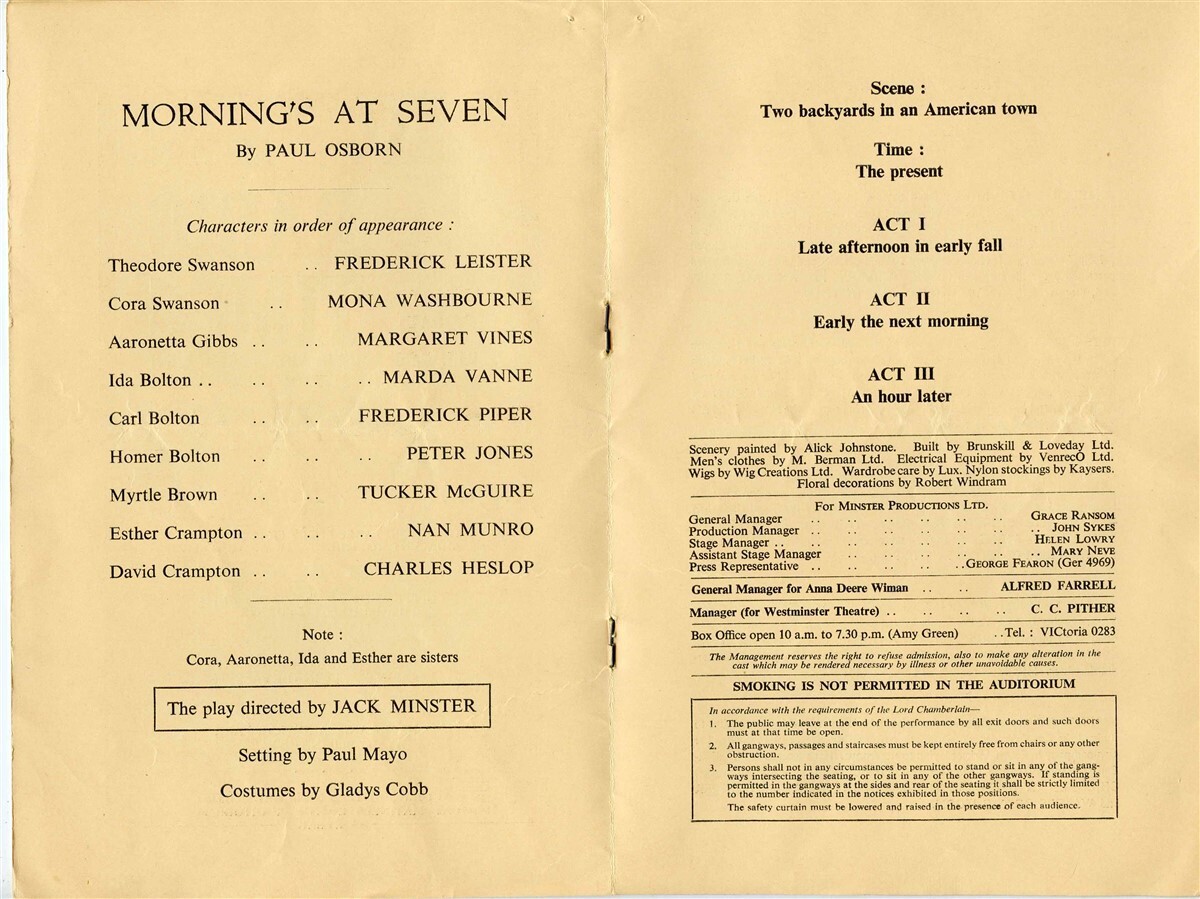 MORNING'S AT SEVEN
By PAUL OSBORN
Characters in order of appearance :
Theodore Swanson .. FREDERICK LEISTER
Cora Swanson .. MONA WASHBOURNE
Aaronetta Gibbs .. .. MARGARET VINES
Ida Bolton .. .. .. .. MARDA VANNE
Carl Bolton .. .. FREDERICK PIPER
Homer Bolton .. .. .. PETER JONES
Myrtle Brown .. .. TUCKER McGUIRE
Esther Crampton .. .. .. NAN MUNRO
David Crampton .. .. CHARLES HESLOP
Note :
Cora, Aaronetta, Ida and Esther are sisters
The play directed by JACK MINSTER
Setting by Paul Mayo
Costumes by Gladys Cobb
Scene :
Two backyards in an American town
Time :
The present
ACT I
Late afternoon in early fall
ACT II
Early the next morning
ACT III
An hour later
Scenery painted by Alick Johnstone. Built by Brunskill & Loveday Ltd.
Men's clothes by M. Berman Ltd. Electrical Equipment by VenrecO Ltd.
Wigs by Wig Creations Ltd. Wardrobe care by Lux. Nylon stockings by Kaysers.
Floral decorations by Robert Windram
For MINSTER PRODUCTIONS LTD.
General Manager .. .. .. .. .. .. GRACE RANSOM
Production Manager .. .. .. .. .. .. .. JOHN SYKES
Stage Manager .. .. .. .. .. .. .. HELEN LOWRY
Assistant Stage Manager .. .. .. .. .. .. MARY NEVE
Press Representative .. .. .. .. .. GEORGE FEARON (Ger 4969)
General Manager for Anna Deere Wiman .. .. ALFRED FARRELL
Manager (for Westminster Theatre) .. .. .. .. C. C. PITHER
Box Office open 10 a.m. to 7.30 p.m. (Amy Green) .. Tel. : VICtoria 0283
The Management reserves the right to refuse admission, also to make any alteration in the
cast which may be rendered necessary by illness or other unavoidable causes.
SMOKING IS NOT PERMITTED IN THE AUDITORIUM
In accordance with the requirements of the Lord Chamberlain—
1. The public may leave at the end of the performance by all exit doors and such doors
must at that time be open.
2. All gangways, passages and staircases must be kept entirely free from chairs or any other
obstruction.
3. Persons shall not in any circumstances be permitted to stand or sit in any of the gang-
ways intersecting the seating, or to sit in any of the other gangways. If standing is
permitted in the gangways at the sides and rear of the seating it shall be strictly limited
to the number indicated in the notices exhibited in those positions.
The safety curtain must be lowered and raised in the presence of each audience.